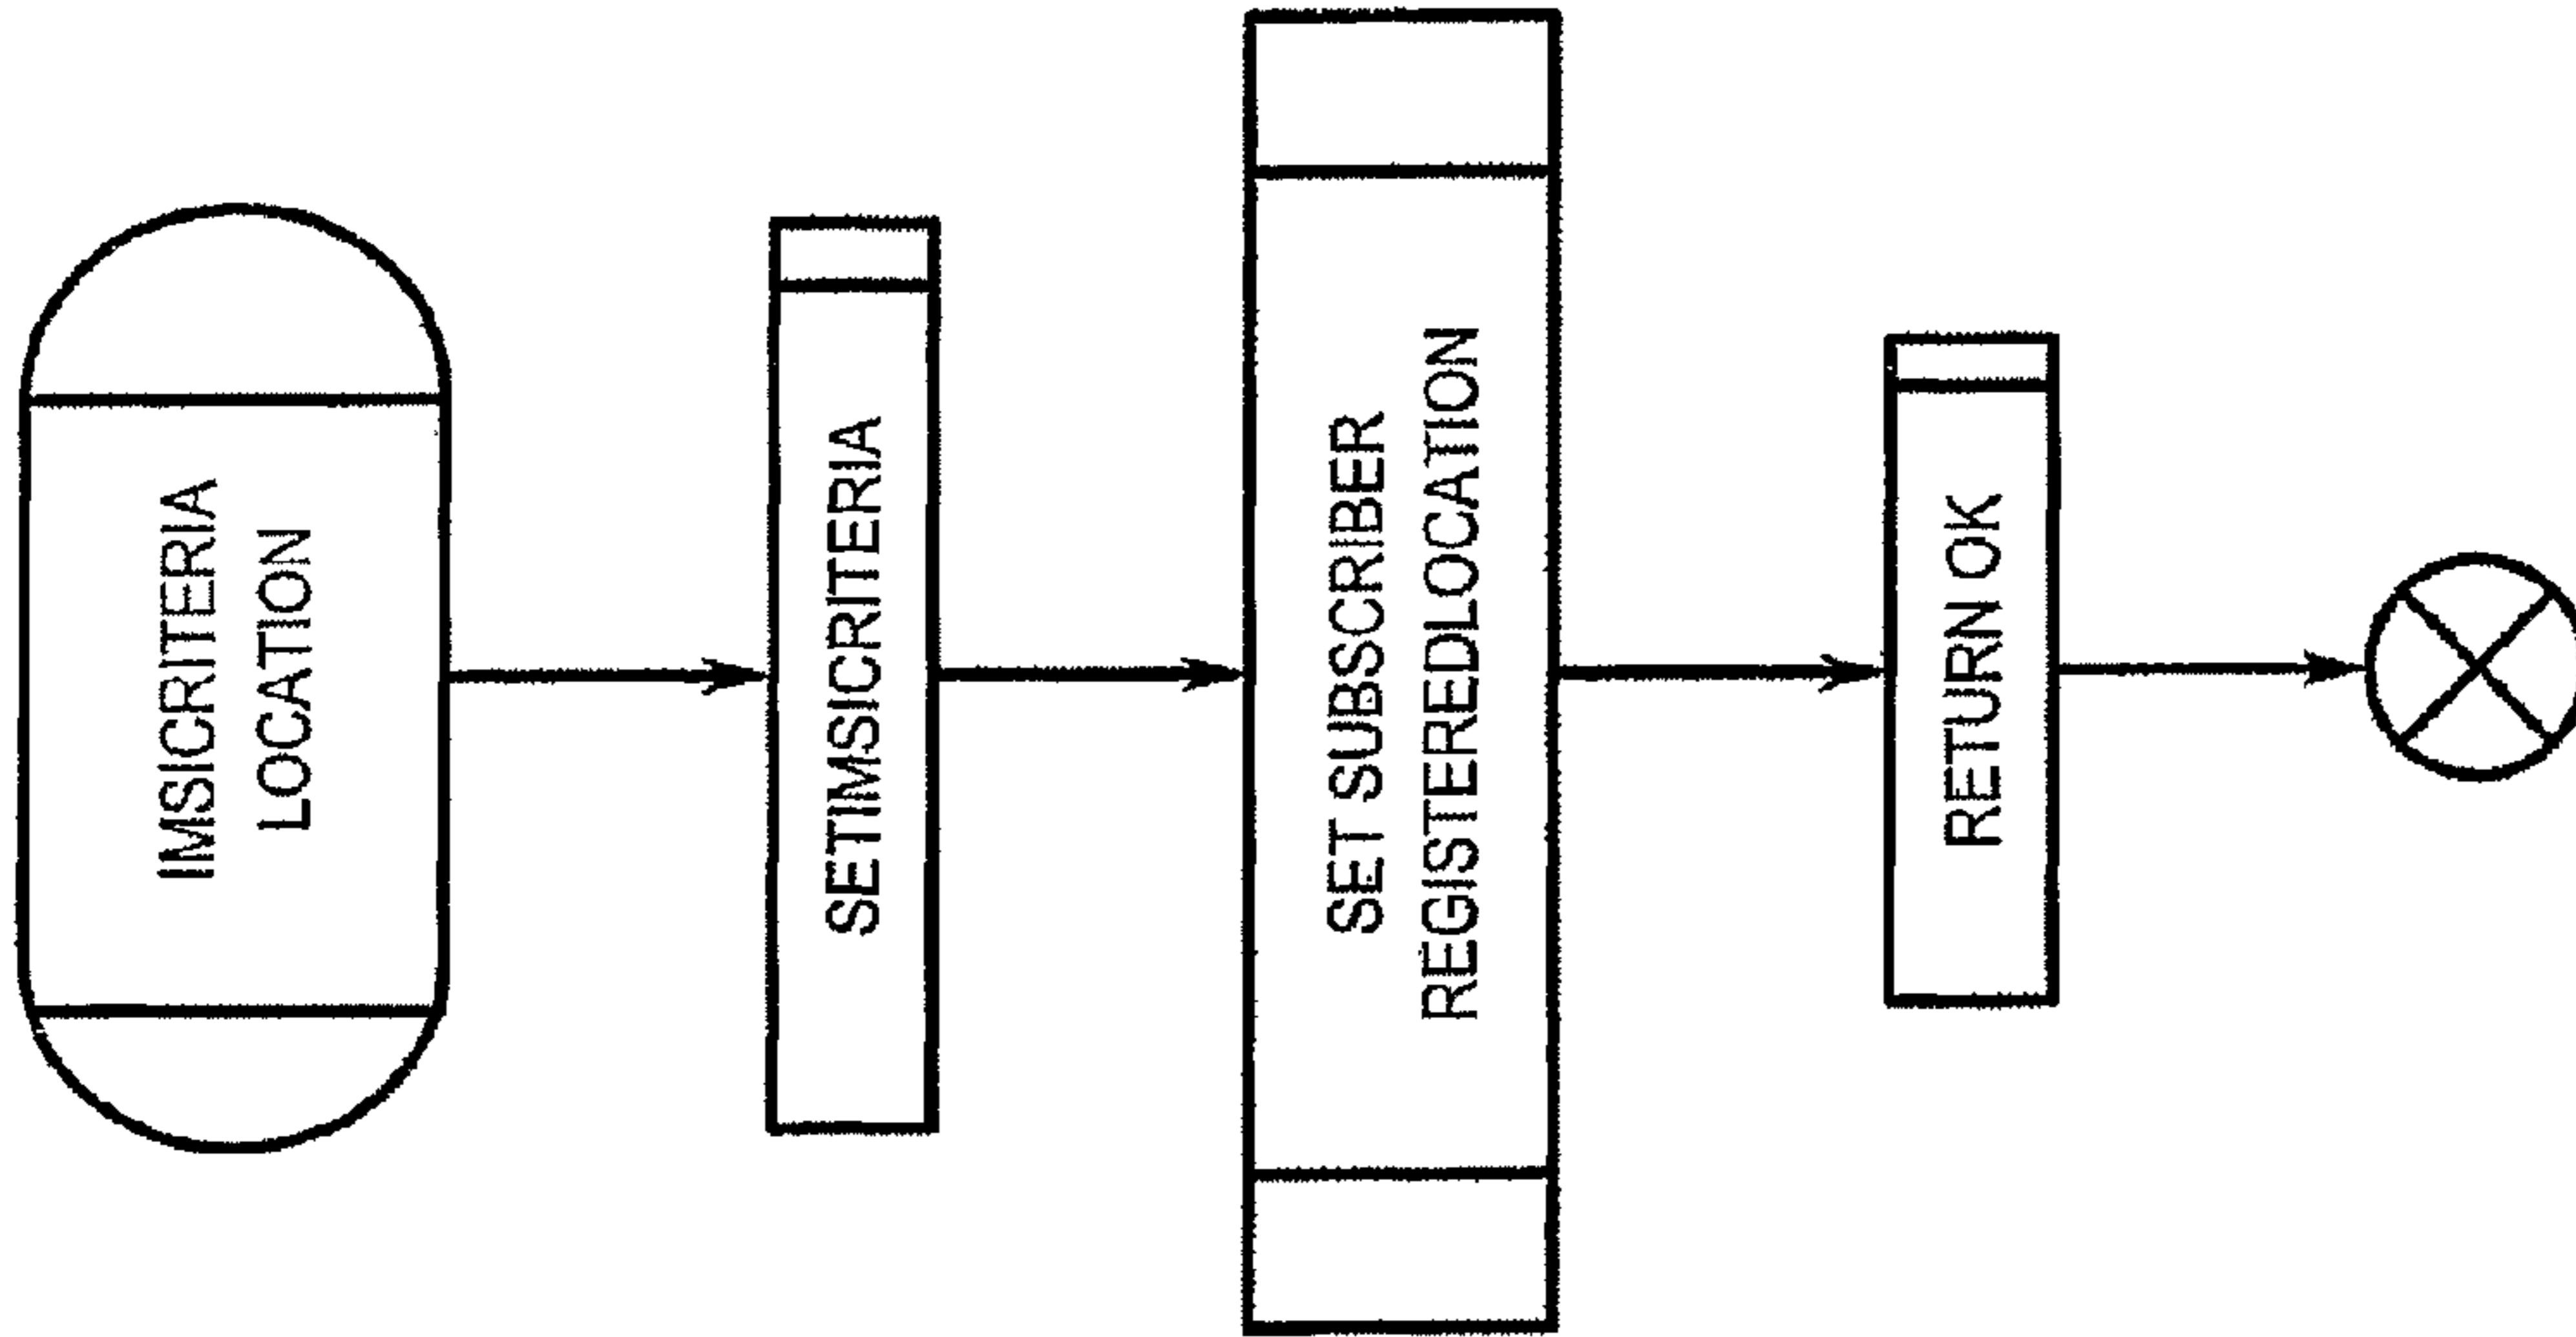 IMSICRITERIA
LOCATION
SETIMSICRITERIA
SET SUBSCRIBER
REGISTEREDLOCATION
RETURN OK